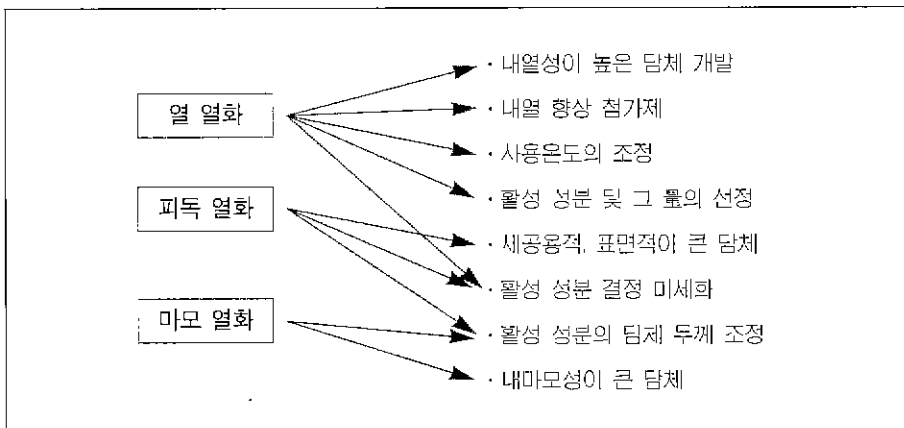 열 열화
피독 열화
마모 열화
· 내열성이 높은 담체 개발
· 내열 향상 첨가제
· 사용온도의 조정
· 활성 성분 및 그 量의 선정
· 세공용적, 표면적이 큰 담체
· 활성 성분 결정 미세화
· 활성 성분의 담체 두께 조정
· 내마모성이 큰 담체